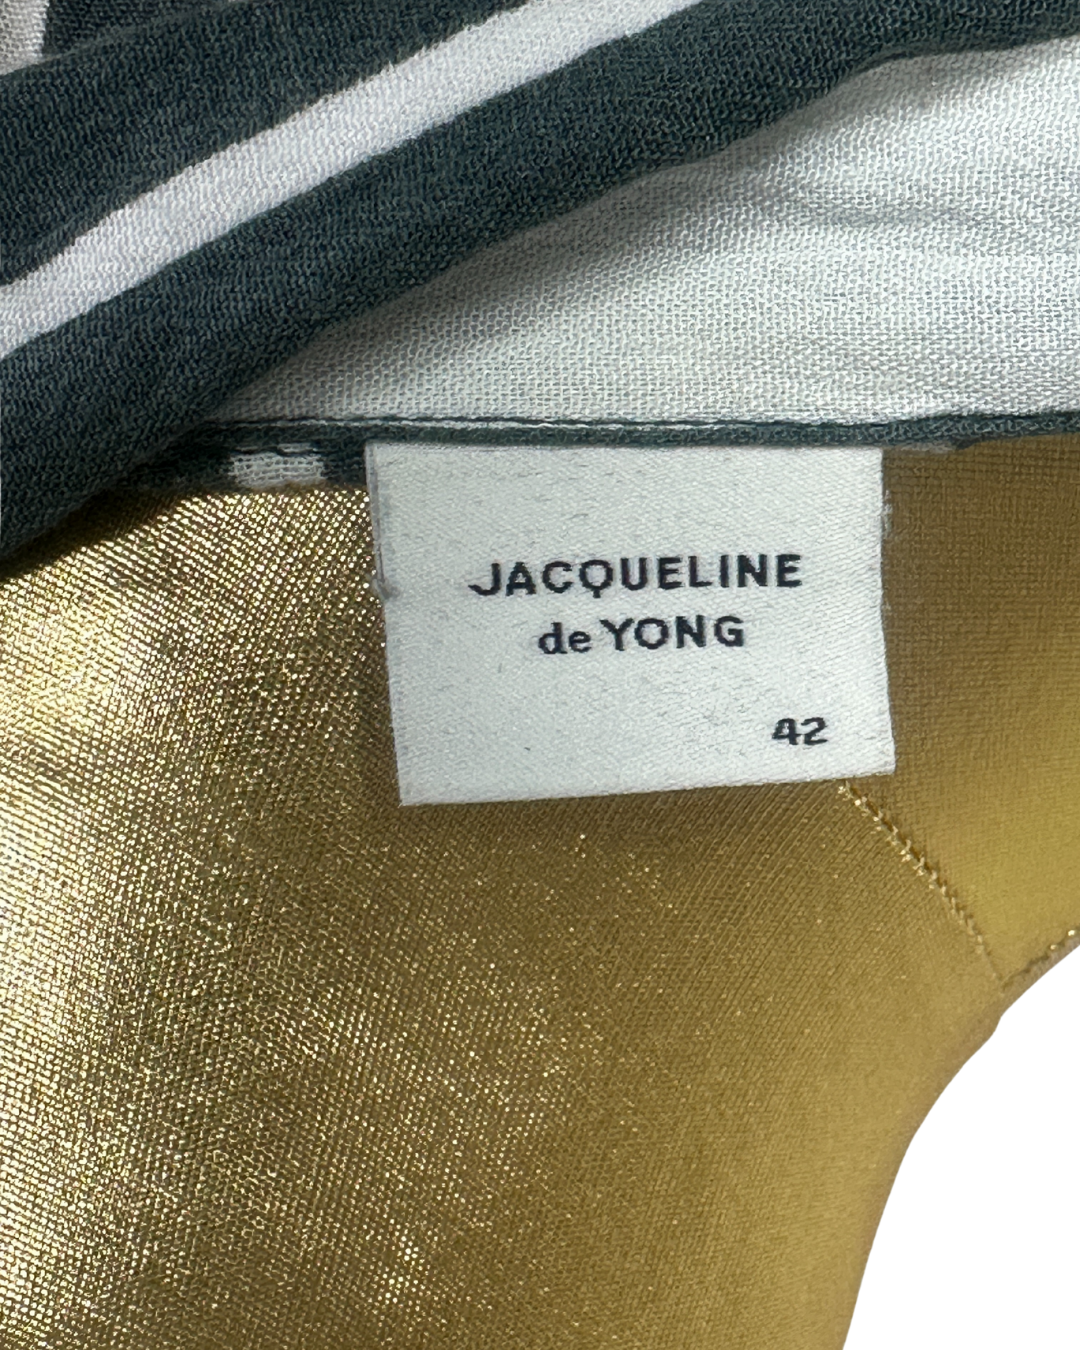 JACQUELINE
de YONG
42